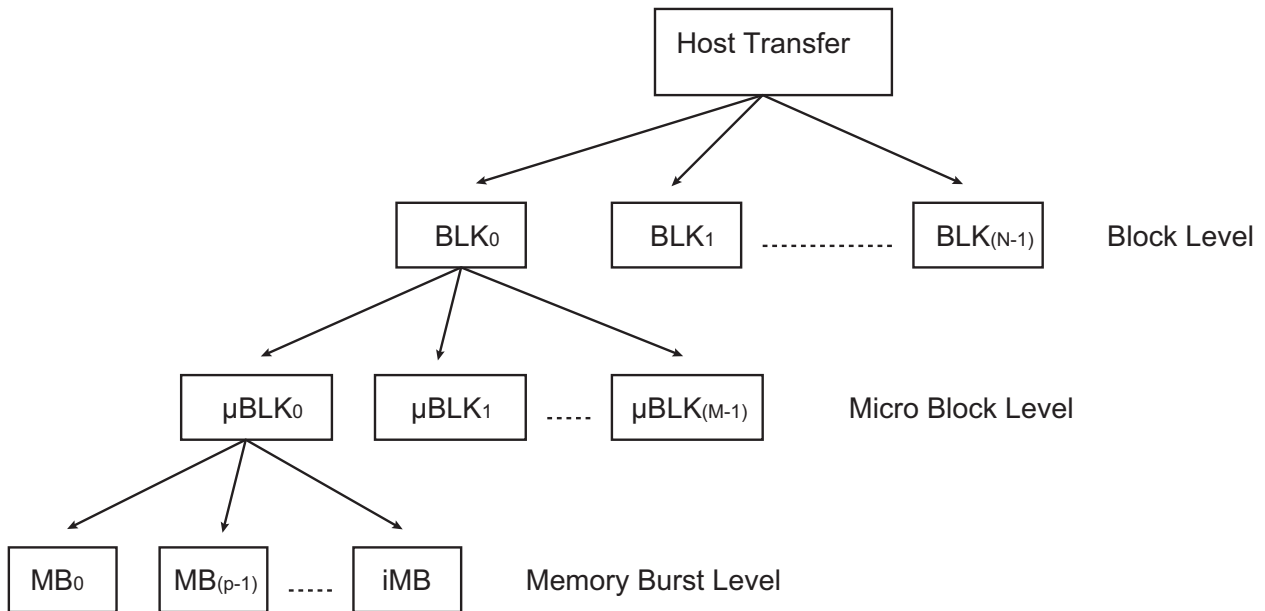 Host Transfer
BLK0 BLK1 BLK(N-1) Block Level
µBLK0 µBLK1 µBLK(M-1) Micro Block Level
MB0 MB(p-1) iMB Memory Burst Level